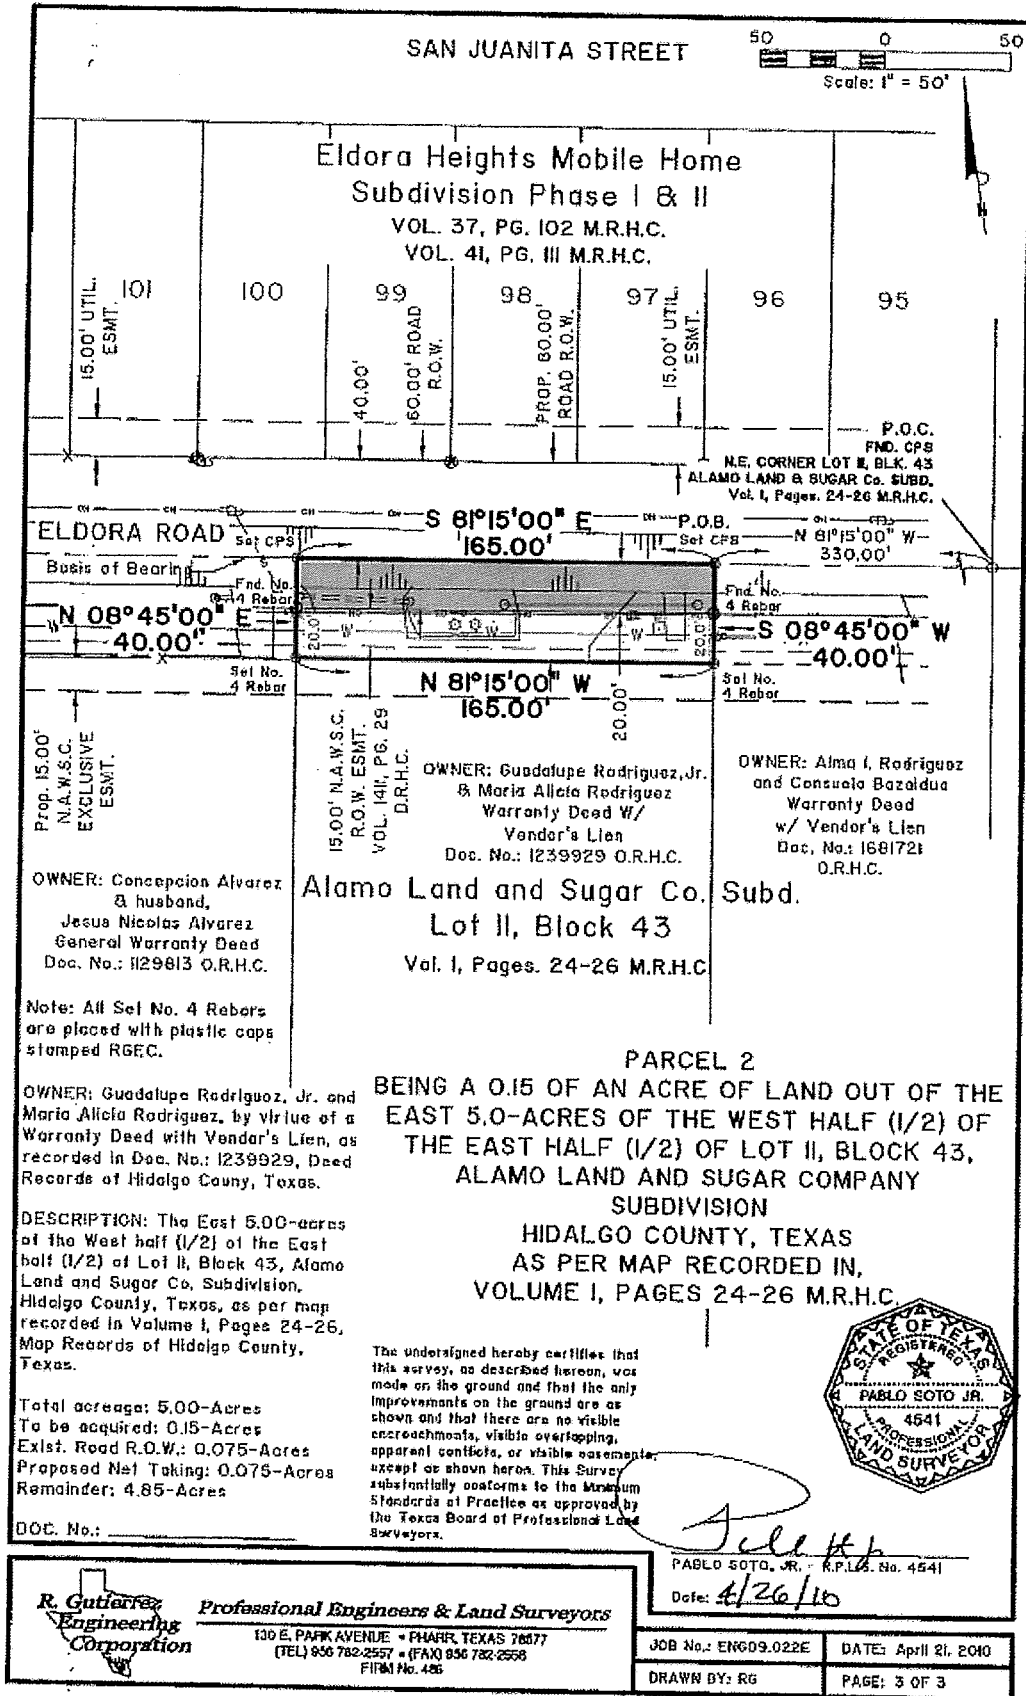 SAN JUANITA STREET
50 0 50
Scale: 1" = 50'
Eldora Heights Mobile Home
Subdivision Phase I & II
VOL. 37, PG. 102 M.R.H.C.
VOL. 41, PG. III M.R.H.C.
101 100 99 98 97 96 95
15.00' UTIL.
ESMT.
40.00'
60.00' ROAD
R.O.W.
PROP. 80.00'
ROAD R.O.W.
15.00' UTIL.
ESMT.
P.O.C.
FND. CPS
N.E. CORNER LOT II, BLK. 43
ALAMO LAND & SUGAR Co. SUBD.
Vol. I, Pages. 24-26 M.R.H.C.
ELDORA ROAD
Set CPS
S 81°15'00" E
165.00'
P.O.B.
Set CPS
N 81°15'00" W
330.00'
Basis of Bearing
Fnd. No.
4 Rebar
Fnd. No.
4 Rebar
N 08°45'00" E
40.00'
20.0'
20.0'
S 08°45'00" W
40.00'
Set No.
4 Rebar
N 81°15'00" W
165.00'
Set No.
4 Rebar
20.00'
Prop. 15.00'
N.A.W.S.C.
EXCLUSIVE
ESMT.
15.00' N.A.W.S.C.
R.O.W. ESMT.
VOL. 1411, PG. 29
D.R.H.C.
OWNER: Guadalupe Rodriguez, Jr.
& Maria Alicia Rodriguez
Warranty Deed W/
Vendor's Lien
Doc. No.: 1239929 O.R.H.C.
OWNER: Alma I. Rodriguez
and Consuelo Bazaldua
Warranty Deed
w/ Vendor's Lien
Doc. No.: 1681721
O.R.H.C.
OWNER: Concepcion Alvarez
& husband,
Jesus Nicolas Alvarez
General Warranty Deed
Doc. No.: 1129813 O.R.H.C.
Alamo Land and Sugar Co. Subd.
Lot II, Block 43
Vol. I, Pages. 24-26 M.R.H.C
Note: All Set No. 4 Rebars
are placed with plastic caps
stamped RGEC.
OWNER: Guadalupe Rodriguez, Jr. and
Maria Alicia Rodriguez, by virtue of a
Warranty Deed with Vendor's Lien, as
recorded in Doc. No.: 1239929, Deed
Records of Hidalgo Couny, Texas.
DESCRIPTION: The East 5.00-acres
of the West half (1/2) of the East
half (1/2) of Lot II, Block 43, Alamo
Land and Sugar Co. Subdivision,
Hidalgo County, Texas, as per map
recorded in Volume I, Pages 24-26,
Map Records of Hidalgo County,
Texas.
Total acreage: 5.00-Acres
To be acquired: 0.15-Acres
Exist. Road R.O.W.: 0.075-Acres
Proposed Net Taking: 0.075-Acres
Remainder: 4.85-Acres
DOC. No.:
PARCEL 2
BEING A 0.15 OF AN ACRE OF LAND OUT OF THE
EAST 5.0-ACRES OF THE WEST HALF (1/2) OF
THE EAST HALF (1/2) OF LOT II, BLOCK 43,
ALAMO LAND AND SUGAR COMPANY
SUBDIVISION
HIDALGO COUNTY, TEXAS
AS PER MAP RECORDED IN,
VOLUME I, PAGES 24-26 M.R.H.C.
The undersigned hereby certifies that
this survey, as described hereon, was
made on the ground and that the only
improvements on the ground are as
shown and that there are no visible
encroachments, visible overlapping,
apparent conflicts, or visible easements,
except as shown heron. This Survey
substantially conforms to the Minimum
Standards of Practice as approved by
the Texas Board of Professional Land
Surveyors.
STATE OF TEXAS
REGISTERED
PABLO SOTO JR.
4541
PROFESSIONAL
LAND SURVEYOR
PABLO SOTO, JR. - R.P.L.S. No. 4541
Date: 4/26/10
R. Gutierrez
Engineering
Corporation
Professional Engineers & Land Surveyors
130 E. PARK AVENUE • PHARR, TEXAS 78577
(TEL) 956 782-2557 • (FAX) 956 782-2558
FIRM No. 486
JOB No.: ENG09.022E
DATE: April 21, 2010
DRAWN BY: RG
PAGE: 3 OF 3